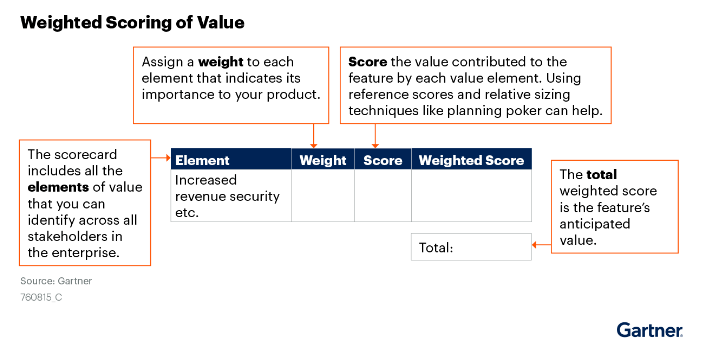 Weighted Scoring of Value
Assign a weight to each
element that indicates its
importance to your product.
Score the value contributed to the
feature by each value element. Using
reference scores and relative sizing
techniques like planning poker can help.
The scorecard
includes all the
elements of value
that you can
identify across all
stakeholders in
the enterprise.
Element Weight Score Weighted Score
Increased
revenue security
etc.
Total:
The total
weighted score
is the feature's
anticipated
value.
Source: Gartner
760815_C
Gartner.